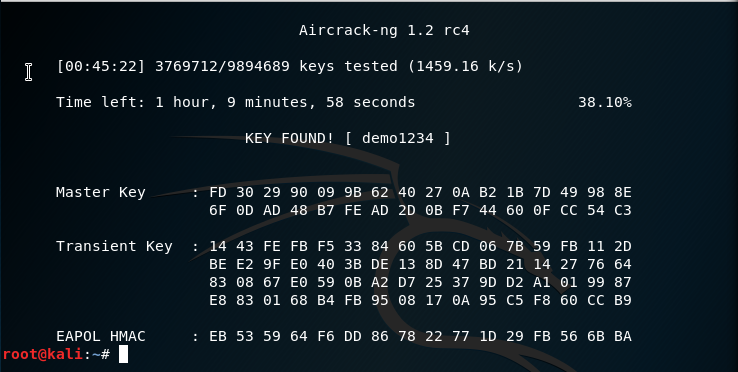 Aircrack-ng 1.2 rc4
[00:45:22] 3769712/9894689 keys tested (1459.16 k/s)
Time left: 1 hour, 9 minutes, 58 seconds 38.10%
KEY FOUND! [ demo1234 ]
Master Key : FD 30 29 90 09 9B 62 40 27 0A B2 1B 7D 49 98 8E
6F 0D AD 48 B7 FE AD 2D 0B F7 44 60 0F CC 54 C3
Transient Key : 14 43 FE FB F5 33 84 60 5B CD 06 7B 59 FB 11 2D
BE E2 9F E0 40 3B DE 13 8D 47 BD 21 14 27 76 64
83 08 67 E0 59 0B A2 D7 25 37 9D D2 A1 01 99 87
E8 83 01 68 B4 FB 95 08 17 0A 95 C5 F8 60 CC B9
EAPOL HMAC : EB 53 59 64 F6 DD 86 78 22 77 1D 29 FB 56 6B BA
root@kali:~#